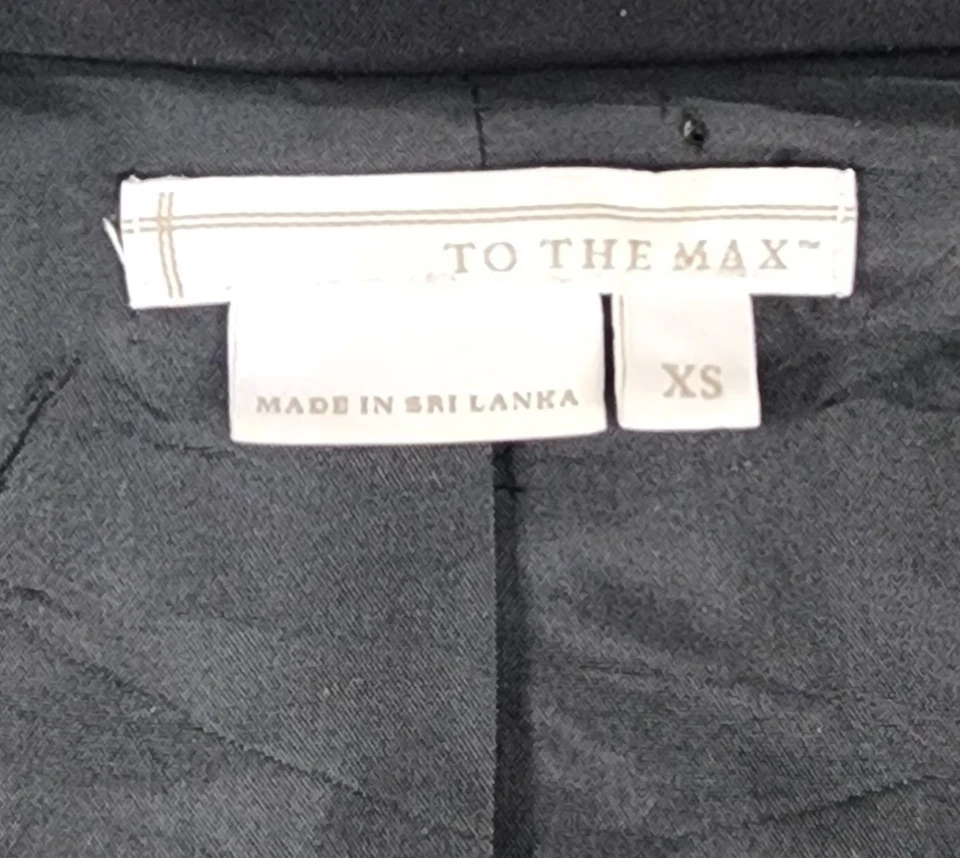 TO THE MAX™
MADE IN SRI LANKA
XS